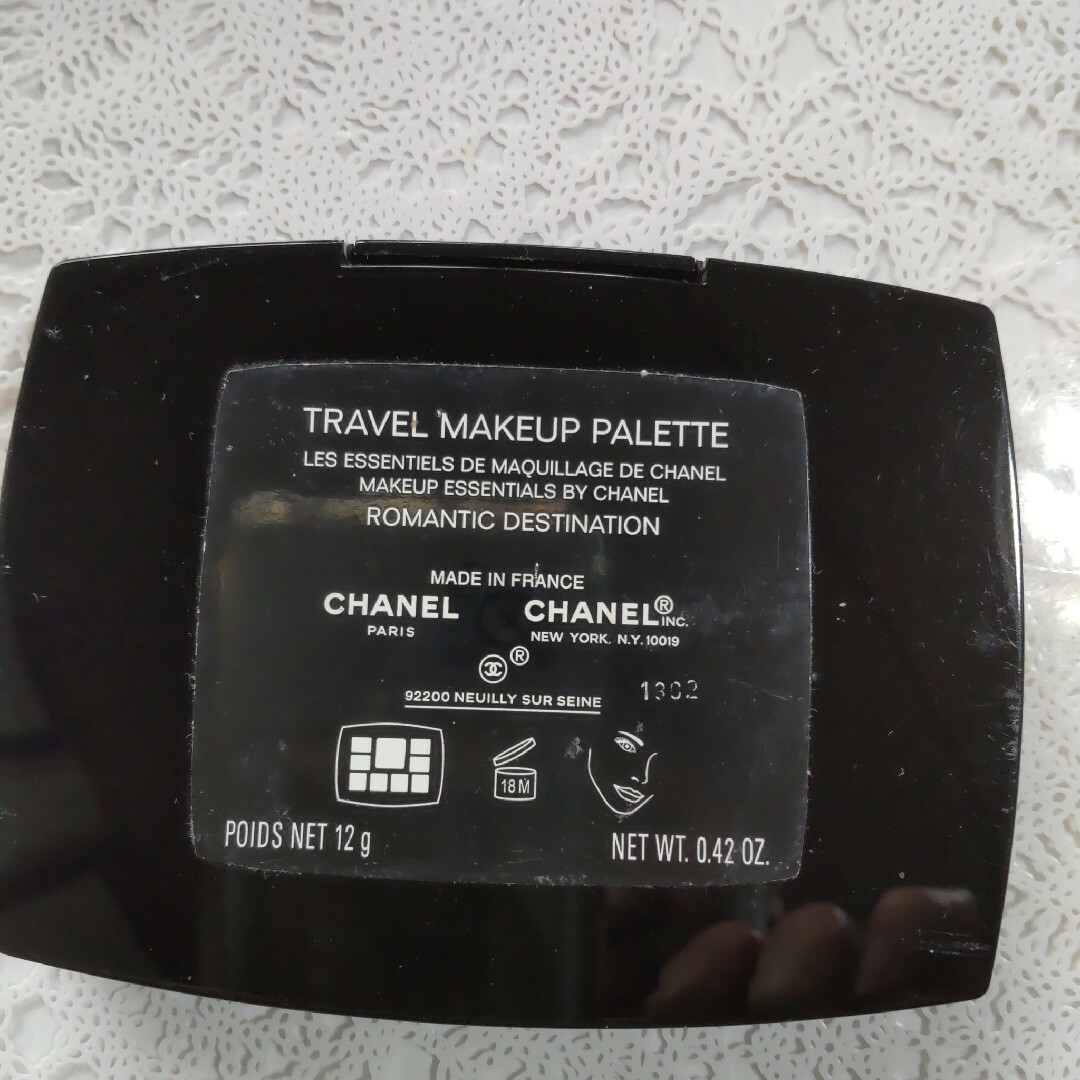 TRAVEL MAKEUP PALETTE
LES ESSENTIELS DE MAQUILLAGE DE CHANEL
MAKEUP ESSENTIALS BY CHANEL
ROMANTIC DESTINATION
MADE IN FRANCE
CHANEL CHANEL® INC.
PARIS NEW YORK. N.Y. 10019
®
92200 NEUILLY SUR SEINE 1302
18M
POIDS NET 12 g NET WT. 0.42 OZ.